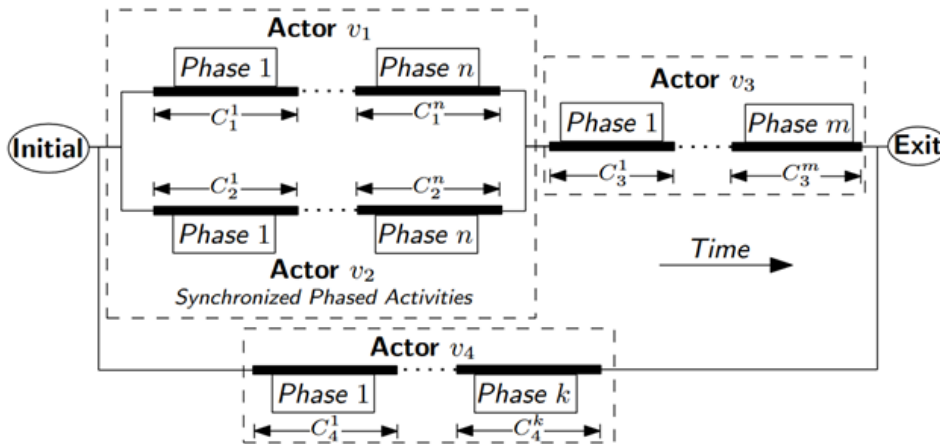 Actor v₁
Phase 1
Phase n
C₁¹
C₁ⁿ
Initial
C₂¹
C₂ⁿ
Phase 1
Phase n
Actor v₂
Synchronized Phased Activities
Actor v₃
Phase 1
Phase m
C₃¹
C₃ᵐ
Exit
Time
Actor v₄
Phase 1
Phase k
C₄¹
C₄ᵏ